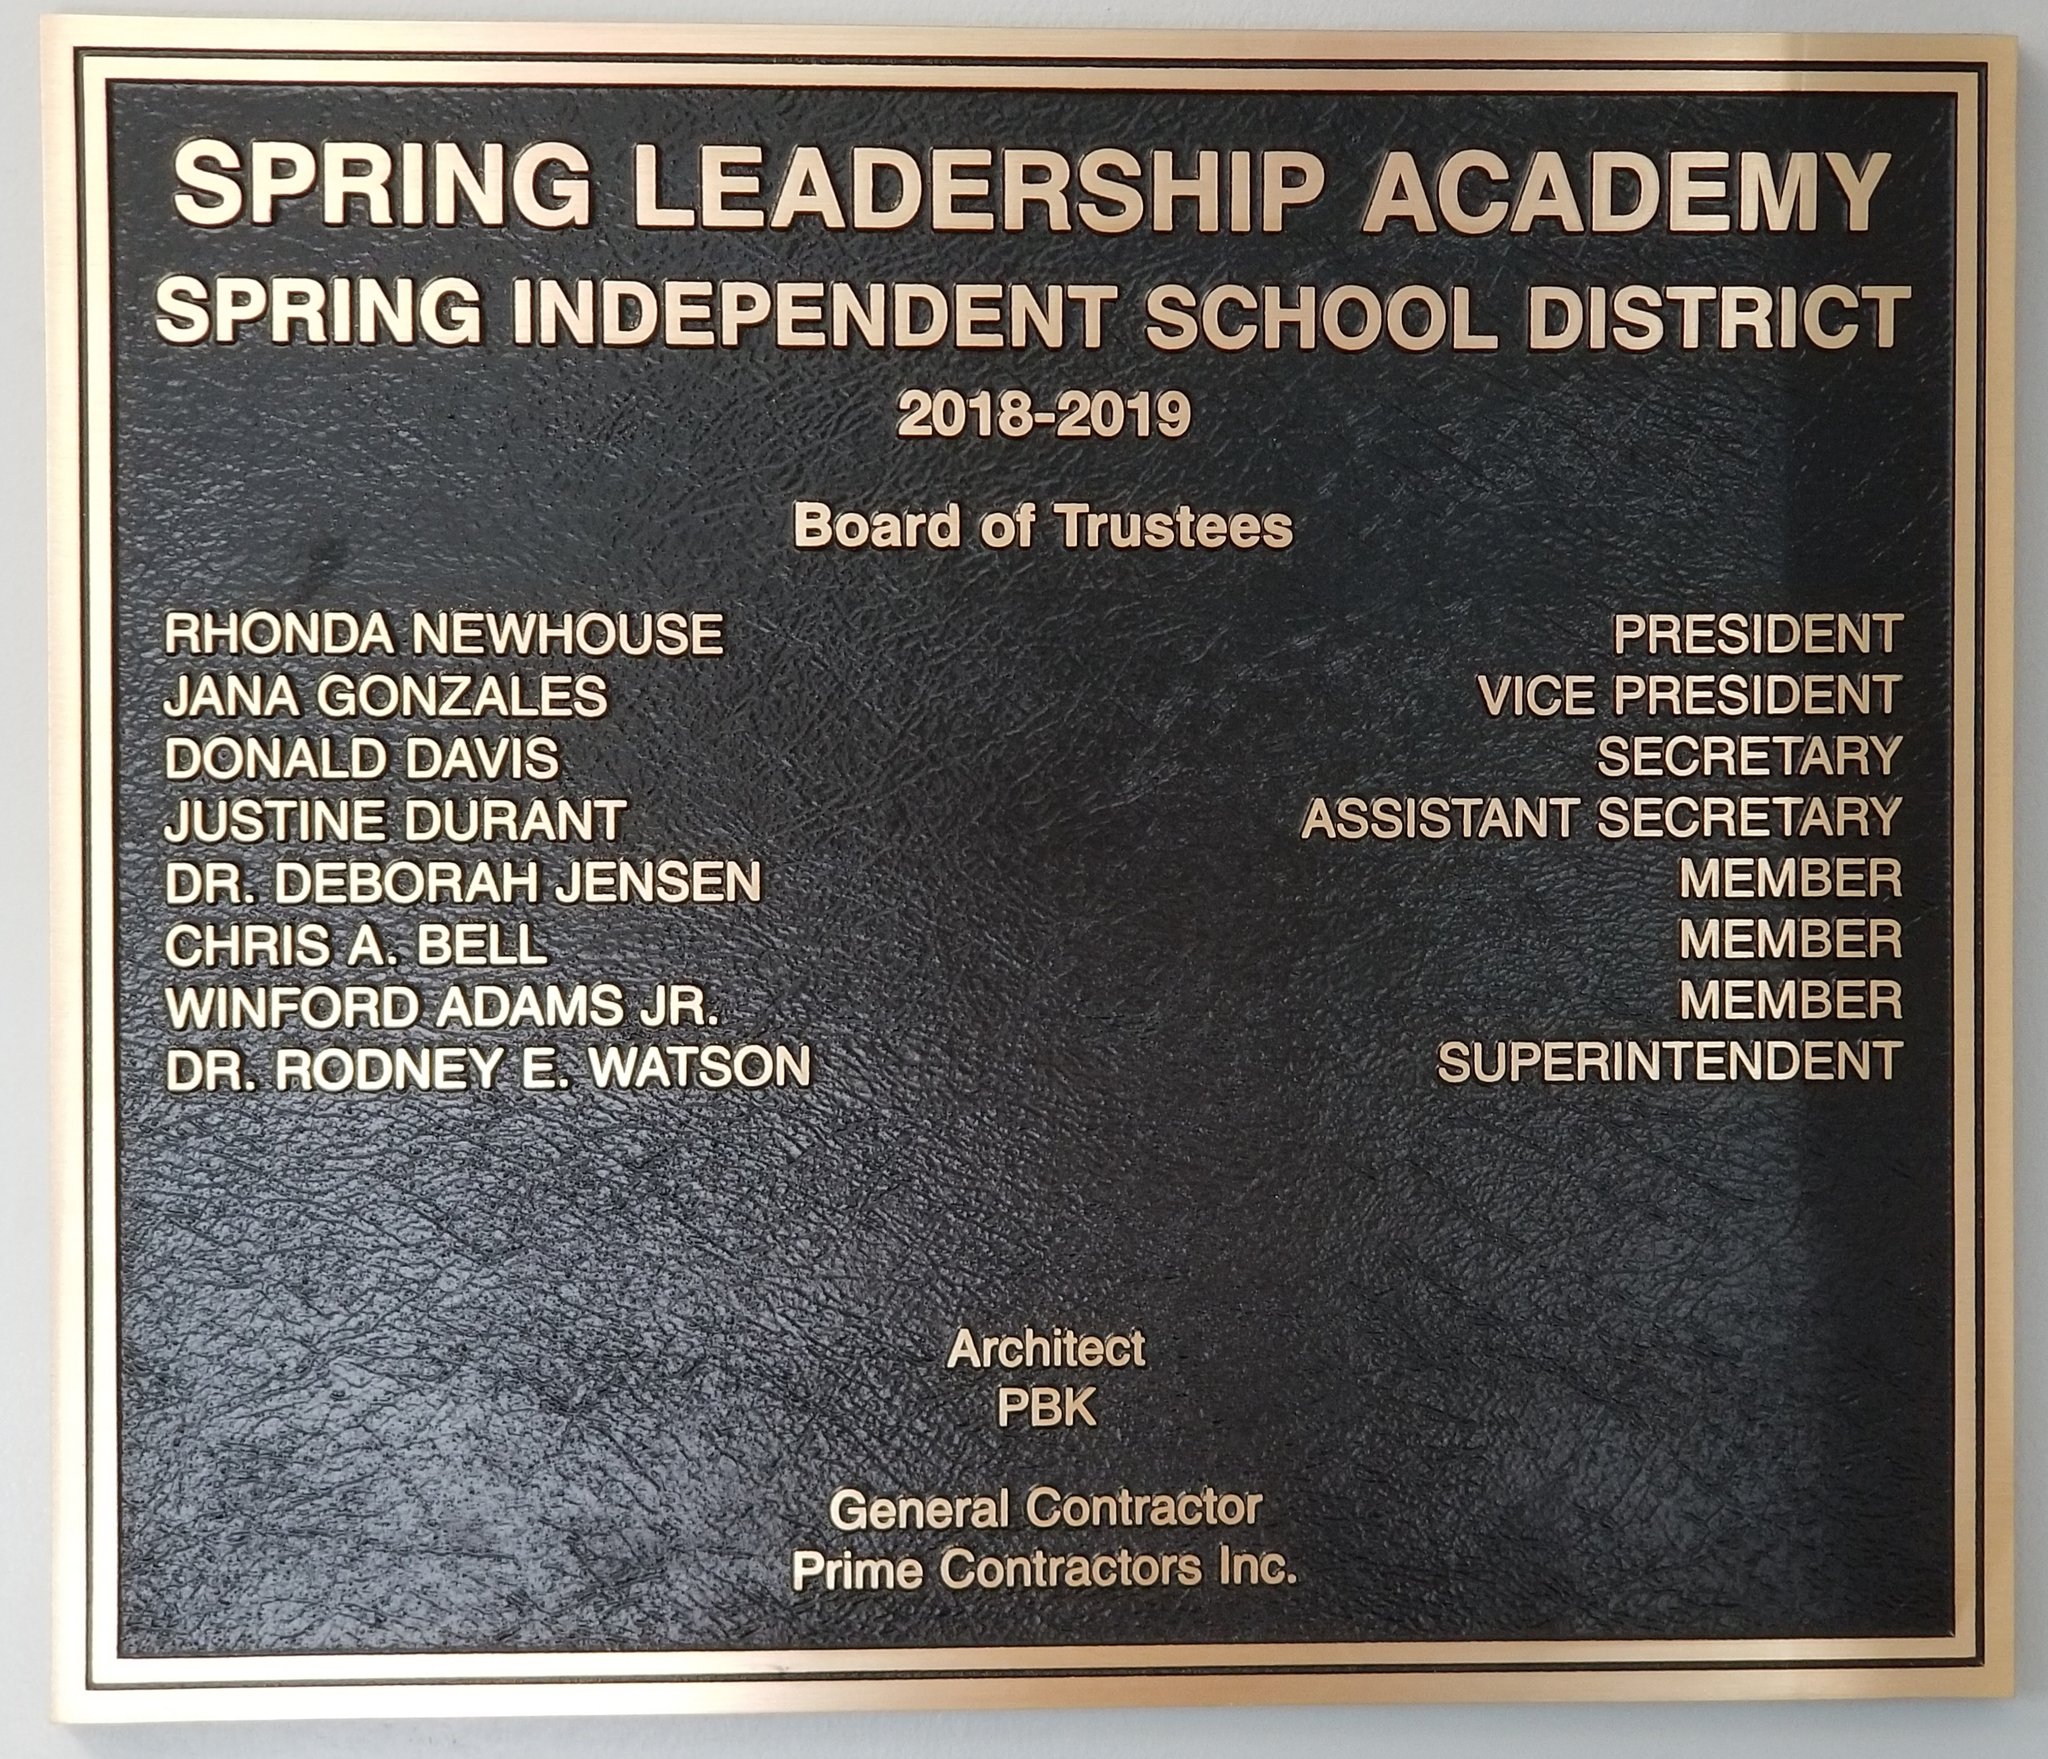 SPRING LEADERSHIP ACADEMY
SPRING INDEPENDENT SCHOOL DISTRICT
2018-2019
Board of Trustees
RHONDA NEWHOUSE PRESIDENT
JANA GONZALES VICE PRESIDENT
DONALD DAVIS SECRETARY
JUSTINE DURANT ASSISTANT SECRETARY
DR. DEBORAH JENSEN MEMBER
CHRIS A. BELL MEMBER
WINFORD ADAMS JR. MEMBER
DR. RODNEY E. WATSON SUPERINTENDENT
Architect
PBK
General Contractor
Prime Contractors Inc.